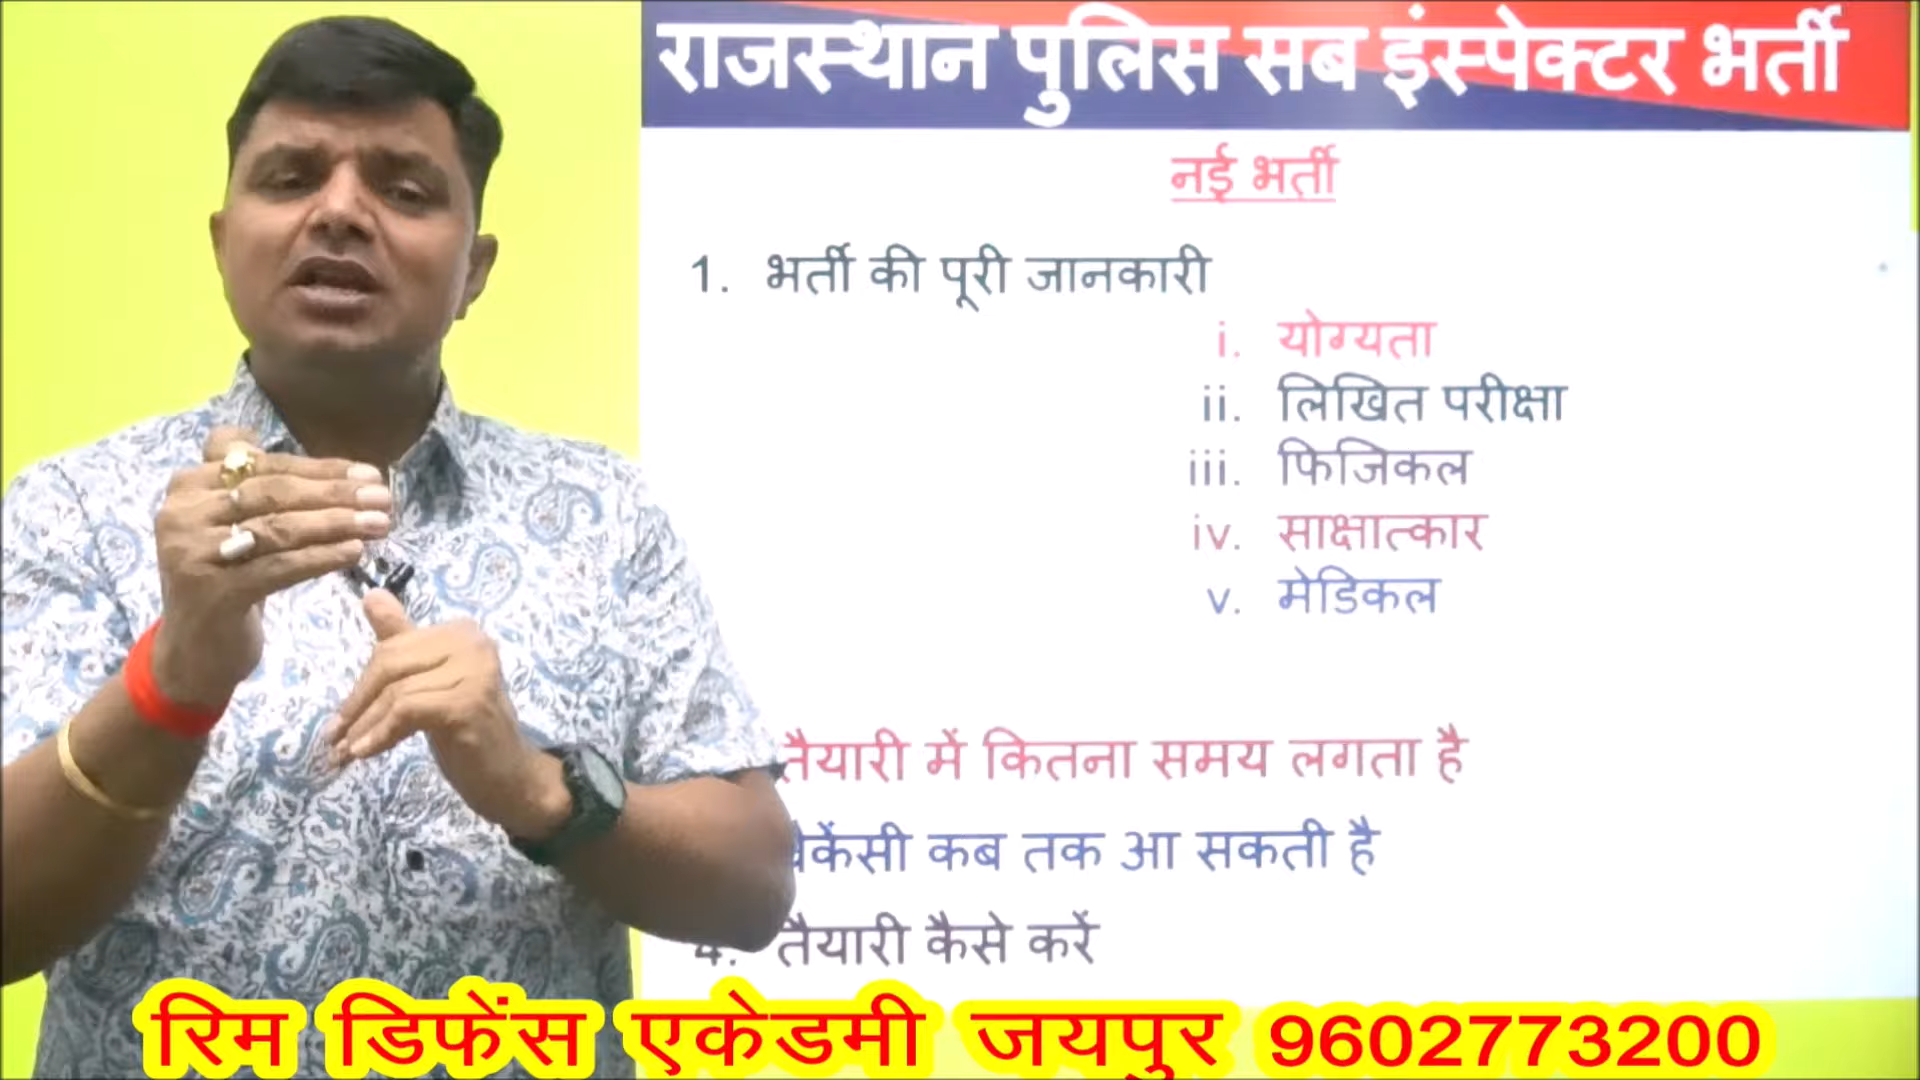 राजस्थान पुलिस सब इंस्पेक्टर भर्ती
नई भर्ती
1. भर्ती की पूरी जानकारी
i. योग्यता
ii. लिखित परीक्षा
iii. फिजिकल
iv. साक्षात्कार
v. मेडिकल
तैयारी में कितना समय लगता है
वेकेंसी कब तक आ सकती है
4. तैयारी कैसे करें
रिम डिफेंस एकेडमी जयपुर 9602773200